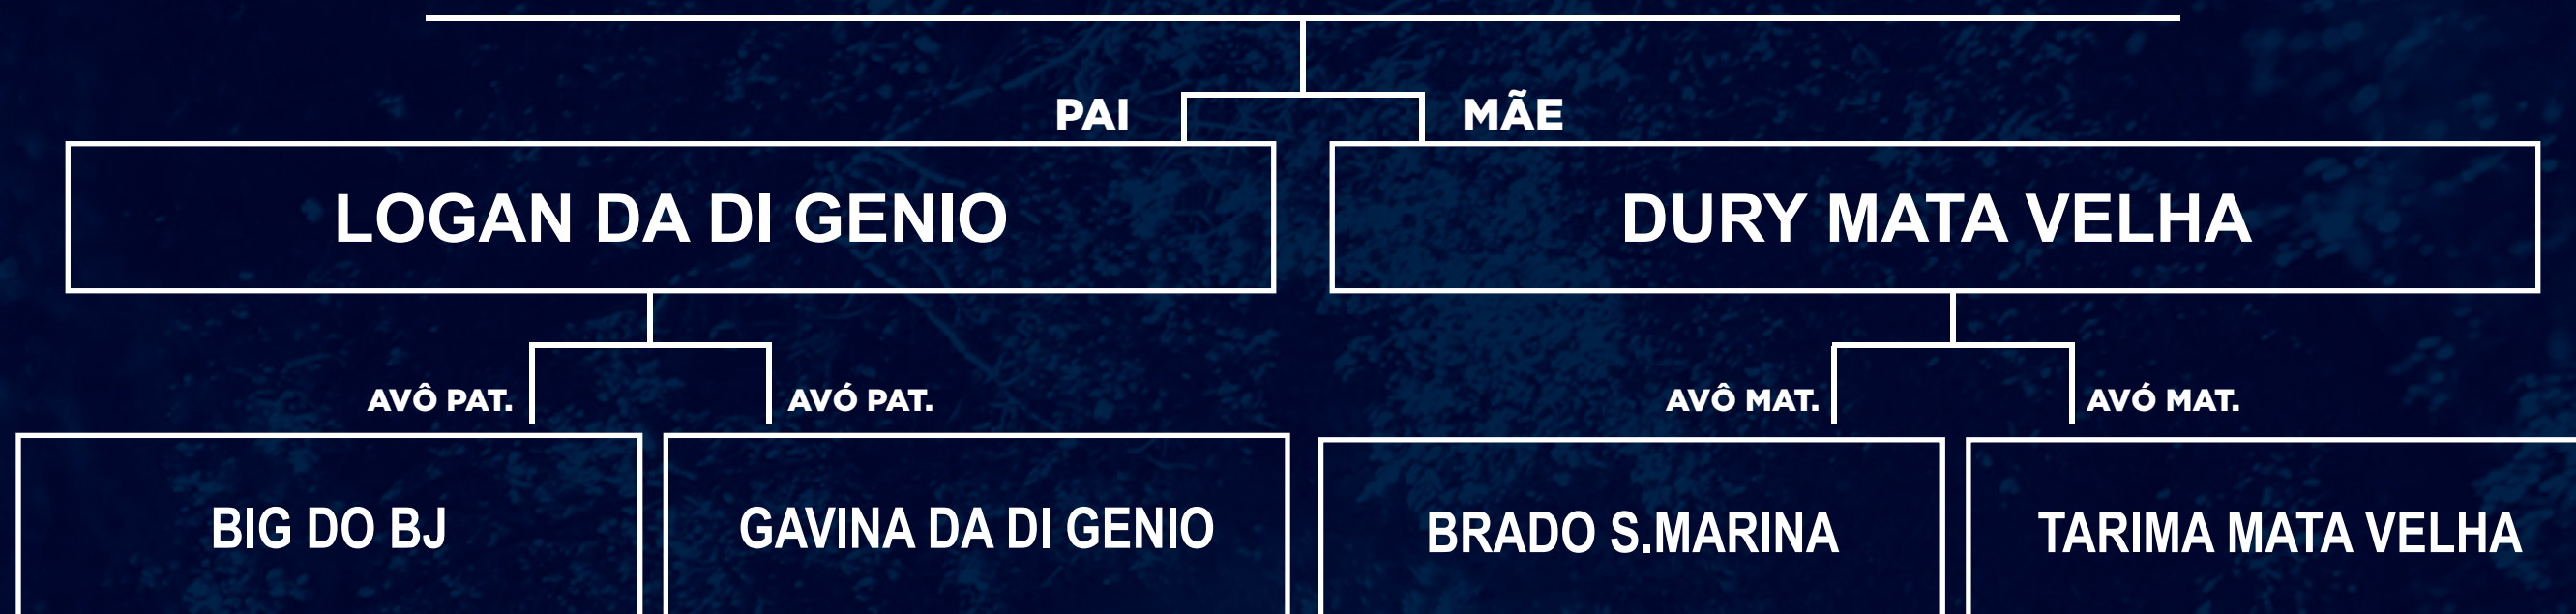 PAI MÃE
LOGAN DA DI GENIO
DURY MATA VELHA
AVÔ PAT. AVÓ PAT.
AVÔ MAT. AVÓ MAT.
BIG DO BJ
GAVINA DA DI GENIO
BRADO S.MARINA
TARIMA MATA VELHA